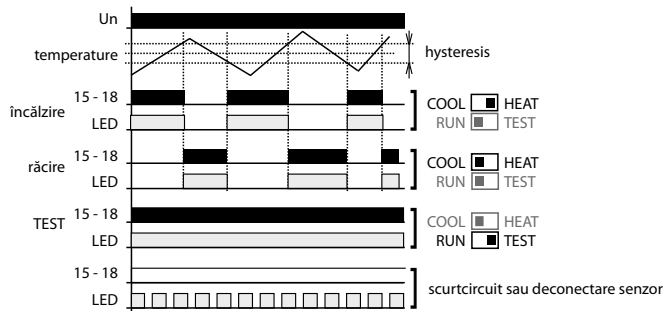 Un
temperature
hysteresis
încălzire
15 - 18
LED
COOL HEAT
RUN TEST
răcire
15 - 18
LED
COOL HEAT
RUN TEST
TEST
15 - 18
LED
COOL HEAT
RUN TEST
15 - 18
LED
scurtcircuit sau deconectare senzor